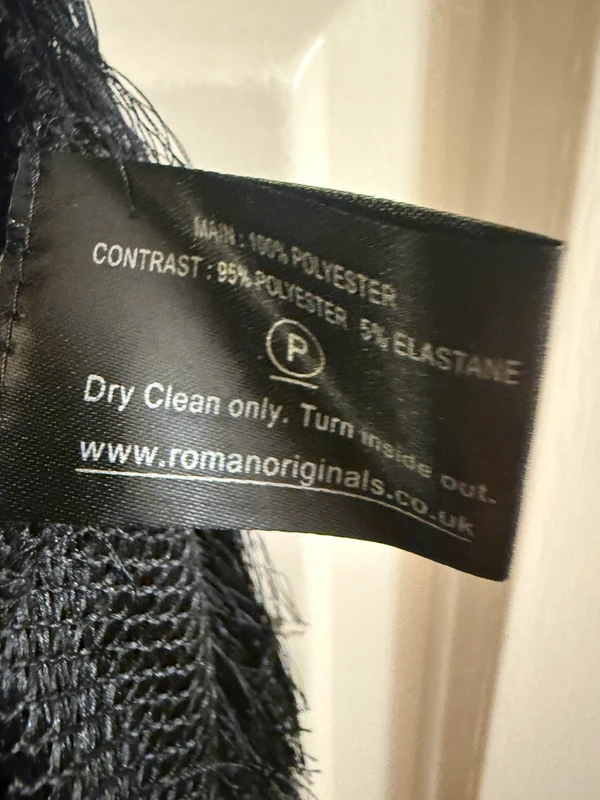 MAIN : 100% POLYESTER
CONTRAST : 95% POLYESTER 5% ELASTANE
P
Dry Clean only. Turn inside out.
www.romanoriginals.co.uk